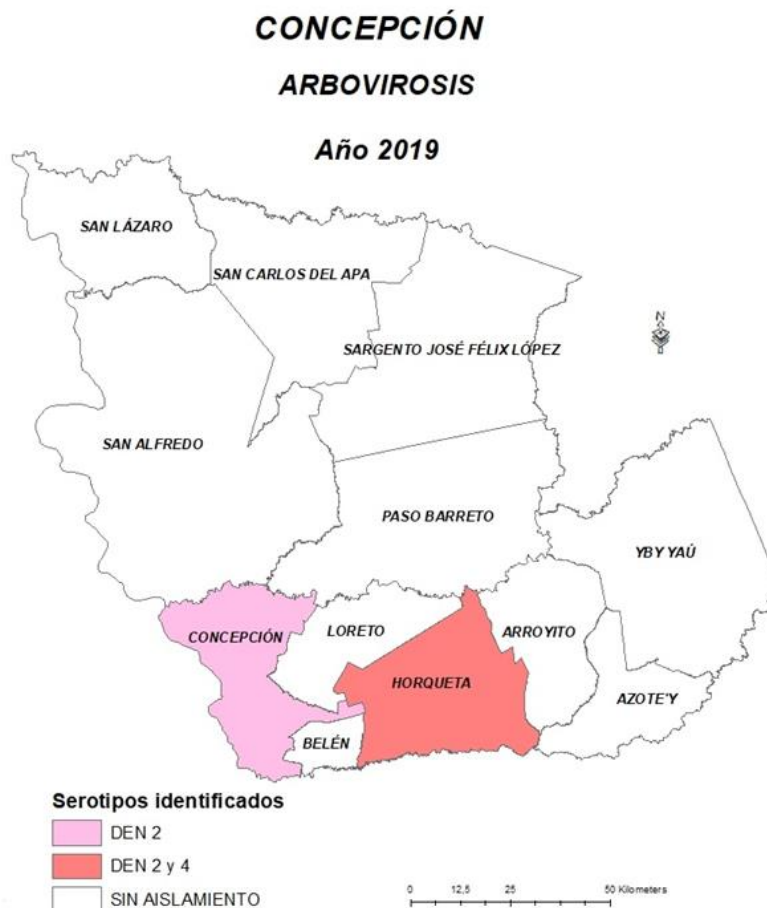 CONCEPCIÓN
ARBOVIROSIS
Año 2019
SAN LÁZARO
SAN CARLOS DEL APA
N
SARGENTO JOSÉ FÉLIX LÓPEZ
SAN ALFREDO
PASO BARRETO
YBY YAÚ
CONCEPCIÓN
LORETO
ARROYITO
HORQUETA
AZOTE'Y
BELÉN
Serotipos identificados
DEN 2
DEN 2 y 4
SIN AISLAMIENTO
0 12,5 25 50 Kilometers